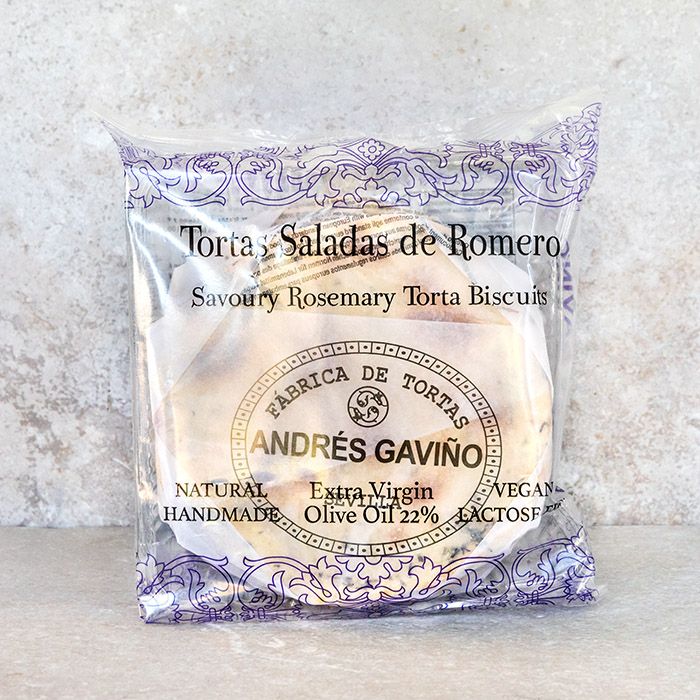 Tortas Saladas de Romero
Savoury Rosemary Torta Biscuits
FÁBRICA DE TORTAS
ANDRÉS GAVIÑO
SEVILLA
NATURAL
HANDMADE
Extra Virgin
Olive Oil 22%
VEGAN
LACTOSE